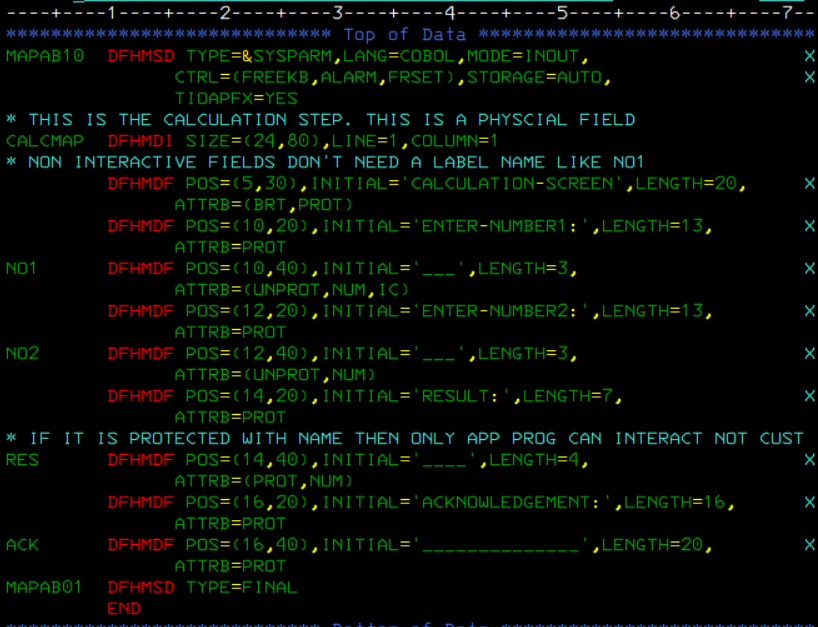 ----+----1----+----2----+----3----+----4----+----5----+----6----+----7--
***************************** Top of Data ******************************
MAPAB10  DFHMSD TYPE=&SYSPARM,LANG=COBOL,MODE=INOUT,                   X
               CTRL=(FREEKB,ALARM,FRSET),STORAGE=AUTO,                 X
               TIOAPFX=YES
* THIS IS THE CALCULATION STEP. THIS IS A PHYSCIAL FIELD
CALCMAP  DFHMDI SIZE=(24,80),LINE=1,COLUMN=1
* NON INTERACTIVE FIELDS DON'T NEED A LABEL NAME LIKE NO1
         DFHMDF POS=(5,30),INITIAL='CALCULATION-SCREEN',LENGTH=20,     X
               ATTRB=(BRT,PROT)
         DFHMDF POS=(10,20),INITIAL='ENTER-NUMBER1:',LENGTH=13,        X
               ATTRB=PROT
NO1      DFHMDF POS=(10,40),INITIAL='___',LENGTH=3,                    X
               ATTRB=(UNPROT,NUM,IC)
         DFHMDF POS=(12,20),INITIAL='ENTER-NUMBER2:',LENGTH=13,        X
               ATTRB=PROT
NO2      DFHMDF POS=(12,40),INITIAL='___',LENGTH=3,                    X
               ATTRB=(UNPROT,NUM)
         DFHMDF POS=(14,20),INITIAL='RESULT:',LENGTH=7,                X
               ATTRB=PROT
* IF IT IS PROTECTED WITH NAME THEN ONLY APP PROG CAN INTERACT NOT CUST
RES      DFHMDF POS=(14,40),INITIAL='____',LENGTH=4,                   X
               ATTRB=(PROT,NUM)
         DFHMDF POS=(16,20),INITIAL='ACKNOWLEDGEMENT:',LENGTH=16,      X
               ATTRB=PROT
ACK      DFHMDF POS=(16,40),INITIAL='______________',LENGTH=20,        X
               ATTRB=PROT
MAPAB01  DFHMSD TYPE=FINAL
         END
**************************** Bottom of Data ****************************